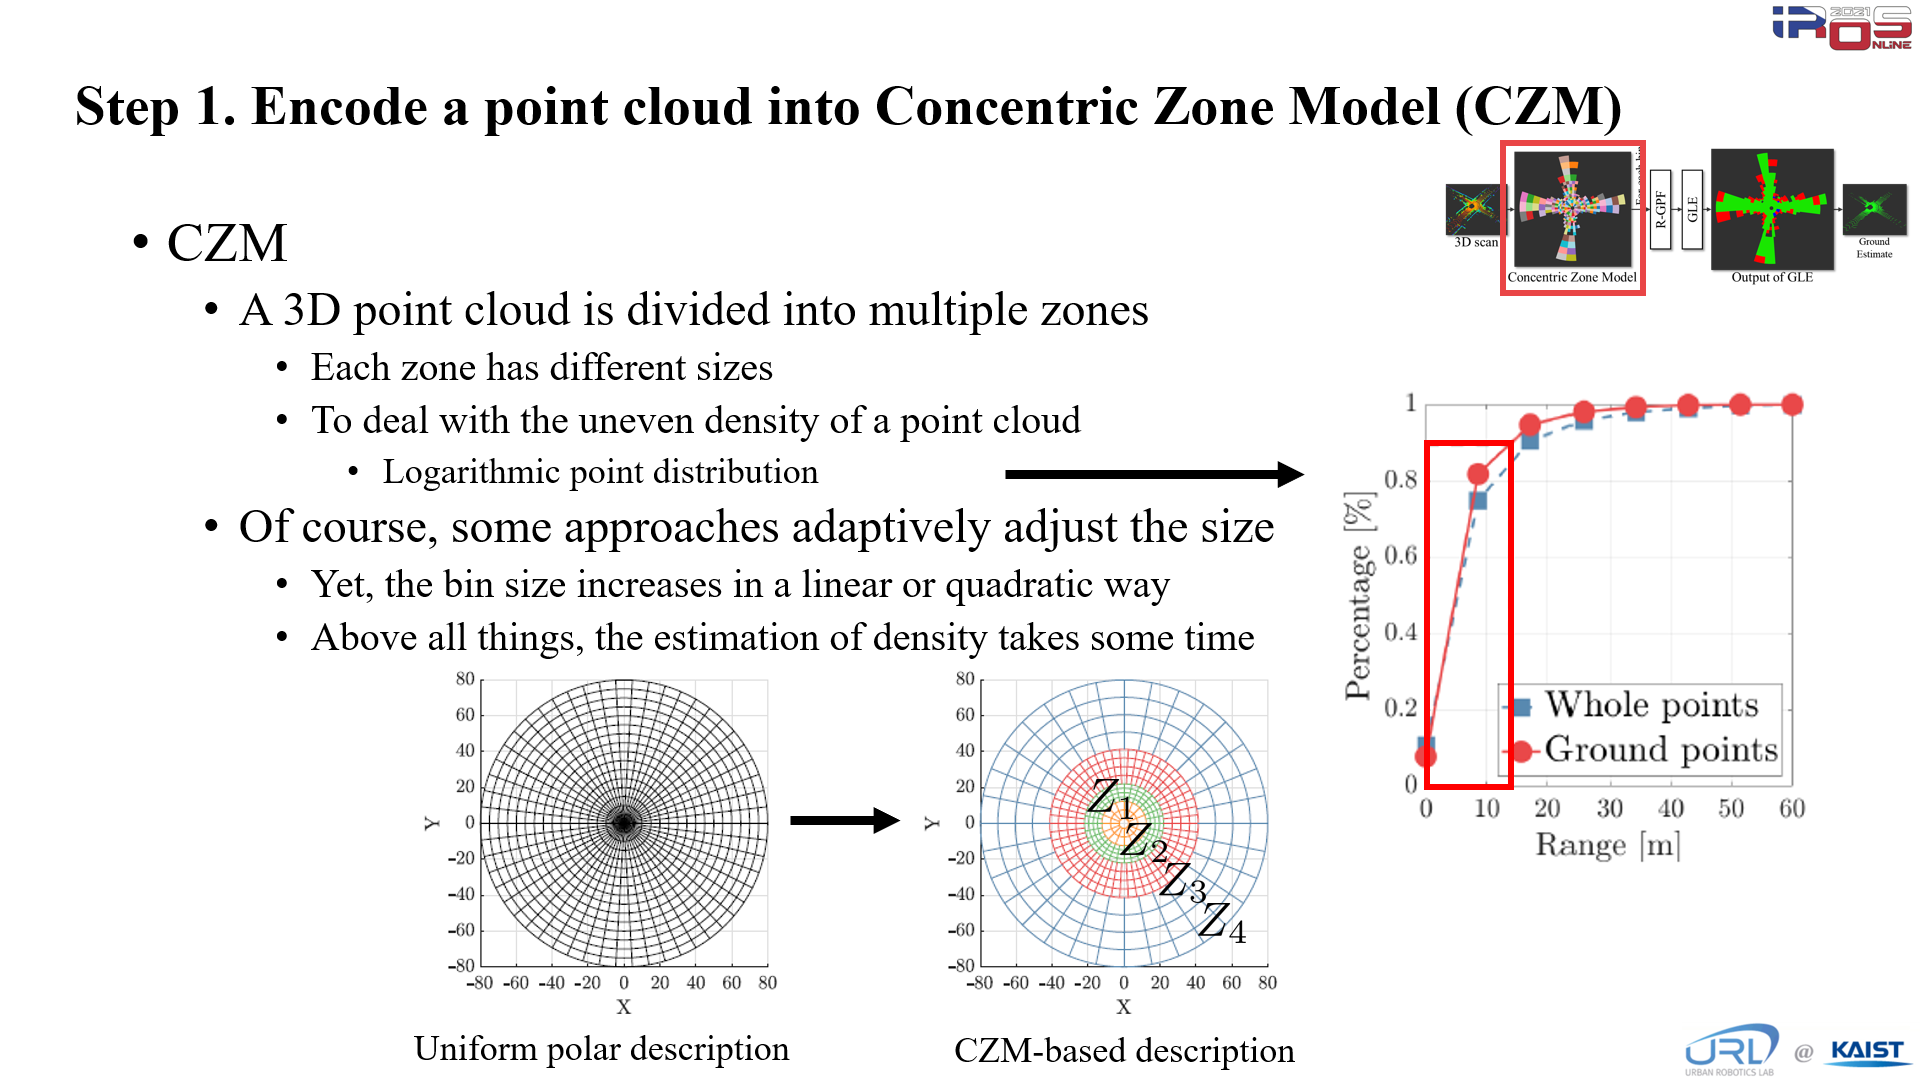 IROS 2021 ONLINE
Step 1. Encode a point cloud into Concentric Zone Model (CZM)
3D scan
Concentric Zone Model
R-GPF
GLE
Output of GLE
Ground
Estimate
• CZM
• A 3D point cloud is divided into multiple zones
• Each zone has different sizes
• To deal with the uneven density of a point cloud
• Logarithmic point distribution
• Of course, some approaches adaptively adjust the size
• Yet, the bin size increases in a linear or quadratic way
• Above all things, the estimation of density takes some time
Percentage [%]
1
0.8
0.6
0.4
0.2
0
Whole points
Ground points
0 10 20 30 40 50 60
Range [m]
Y
80
60
40
20
0
-20
-40
-60
-80
-80 -60 -40 -20 0 20 40 60 80
X
Uniform polar description
Y
80
60
40
20
0
-20
-40
-60
-80
Z1
Z2
Z3
Z4
-80 -60 -40 -20 0 20 40 60 80
X
CZM-based description
URL @ KAIST
URBAN ROBOTICS LAB